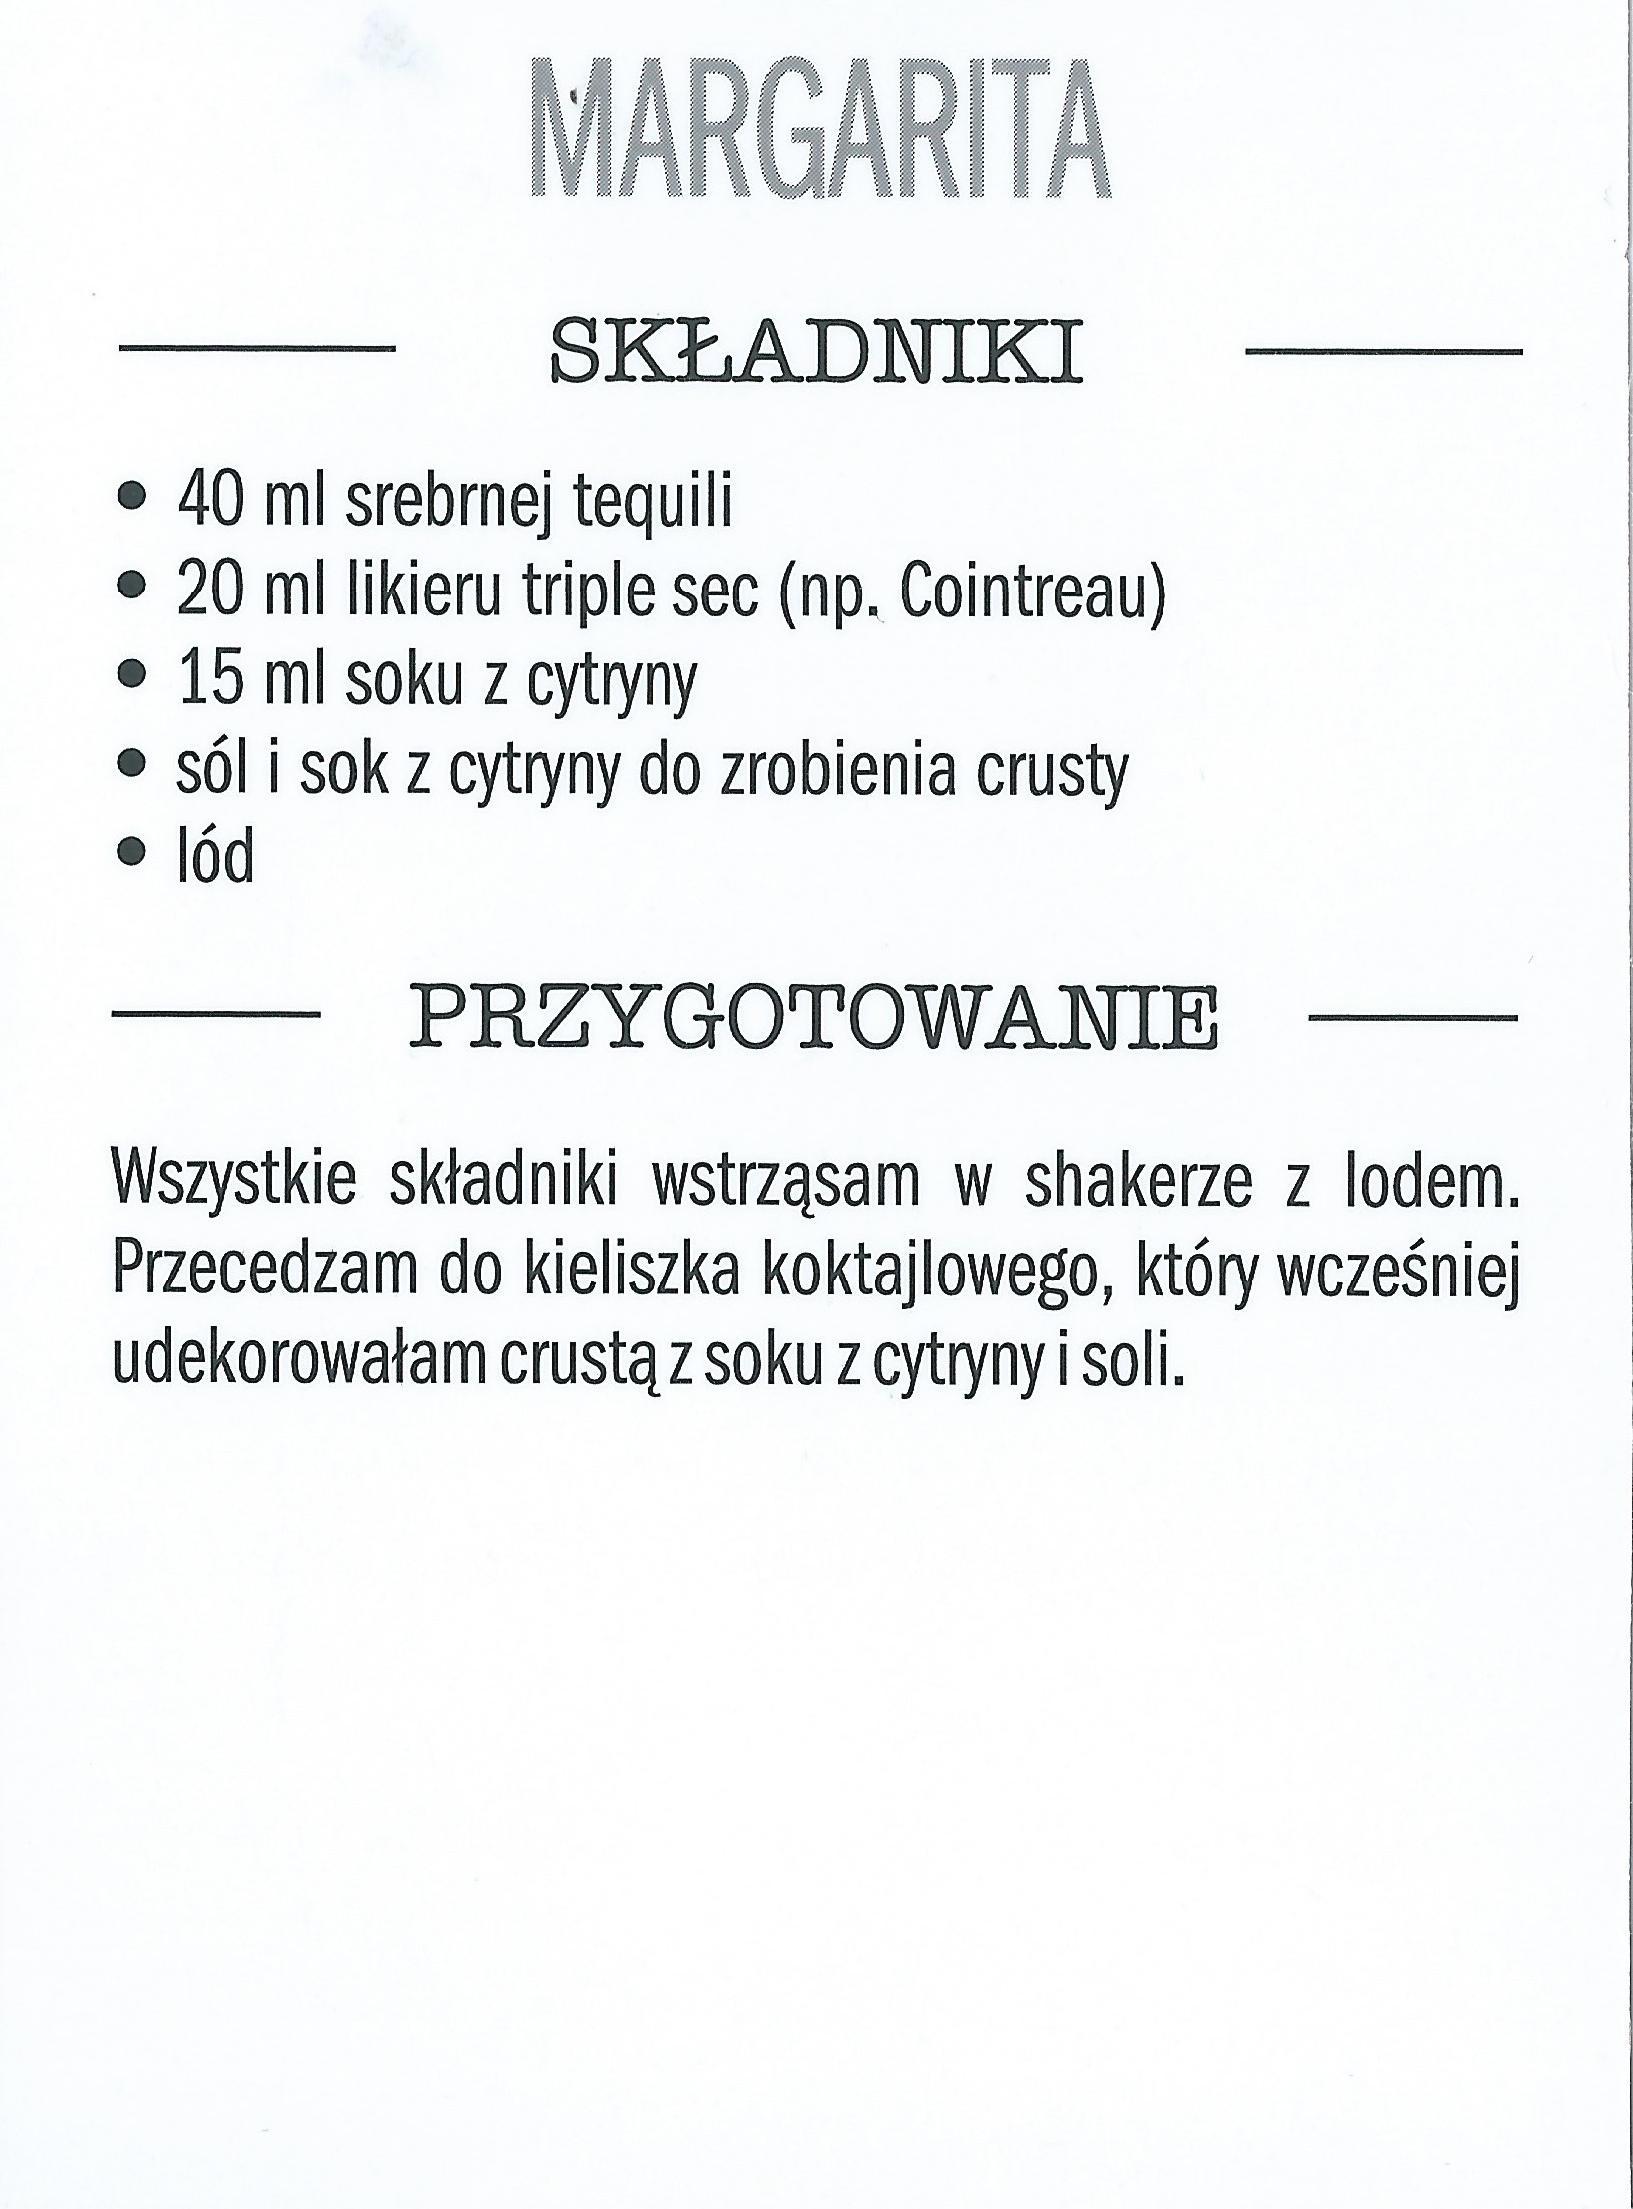 MARGARITA
SKŁADNIKI
• 40 ml srebrnej tequili
• 20 ml likieru triple sec (np. Cointreau)
• 15 ml soku z cytryny
• sól i sok z cytryny do zrobienia crusty
• lód
PRZYGOTOWANIE
Wszystkie składniki wstrząsam w shakerze z lodem.
Przecedzam do kieliszka koktajlowego, który wcześniej
udekorowałam crustą z soku z cytryny i soli.